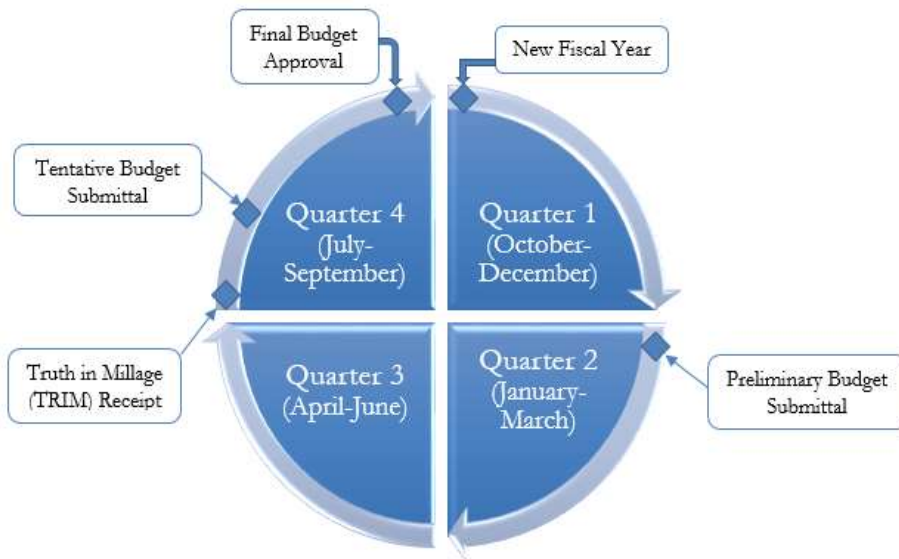 Final Budget
Approval
New Fiscal Year
Tentative Budget
Submittal
Quarter 4
(July-
September)
Quarter 1
(October-
December)
Truth in Millage
(TRIM) Receipt
Quarter 3
(April-June)
Quarter 2
(January-
March)
Preliminary Budget
Submittal